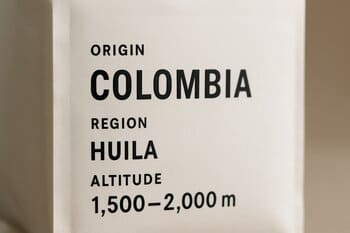 ORIGIN
COLOMBIA
REGION
HUILA
ALTITUDE
1,500–2,000 m